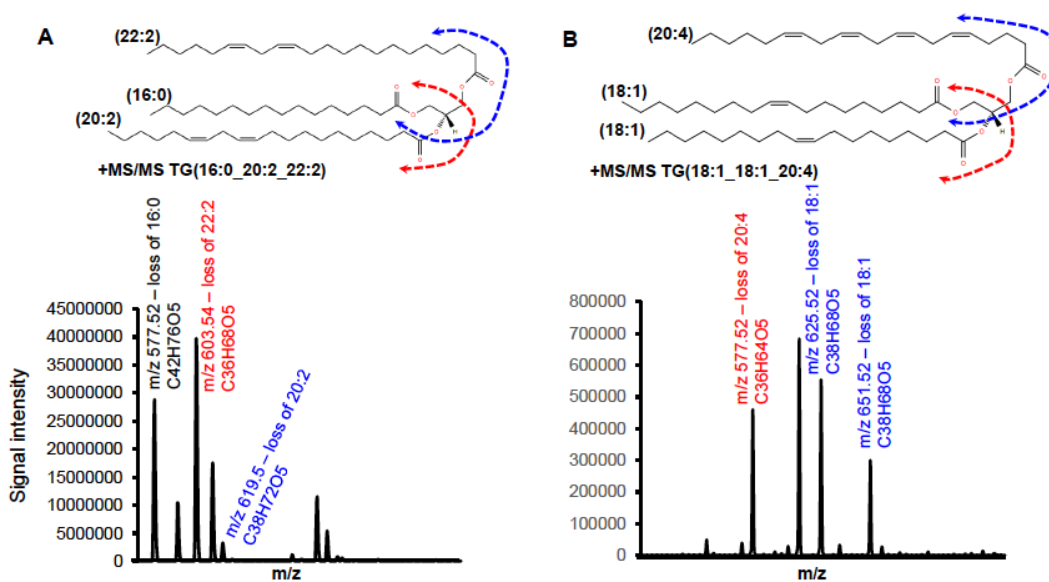 A
(22:2)
(16:0)
(20:2)
O
O
O
O
O
O
H
+MS/MS TG(16:0_20:2_22:2)
B
(20:4)
(18:1)
(18:1)
O
O
O
O
O
O
H
+MS/MS TG(18:1_18:1_20:4)
Signal intensity
45000000
40000000
35000000
30000000
25000000
20000000
15000000
10000000
5000000
0
m/z 577.52 – loss of 16:0
C42H76O5
m/z 603.54 – loss of 22:2
C36H68O5
m/z 619.5 – loss of 20:2
C38H72O5
m/z
800000
700000
600000
500000
400000
300000
200000
100000
0
m/z 577.52 – loss of 20:4
C36H64O5
m/z 625.52 – loss of 18:1
C38H68O5
m/z 651.52 – loss of 18:1
C38H68O5
m/z